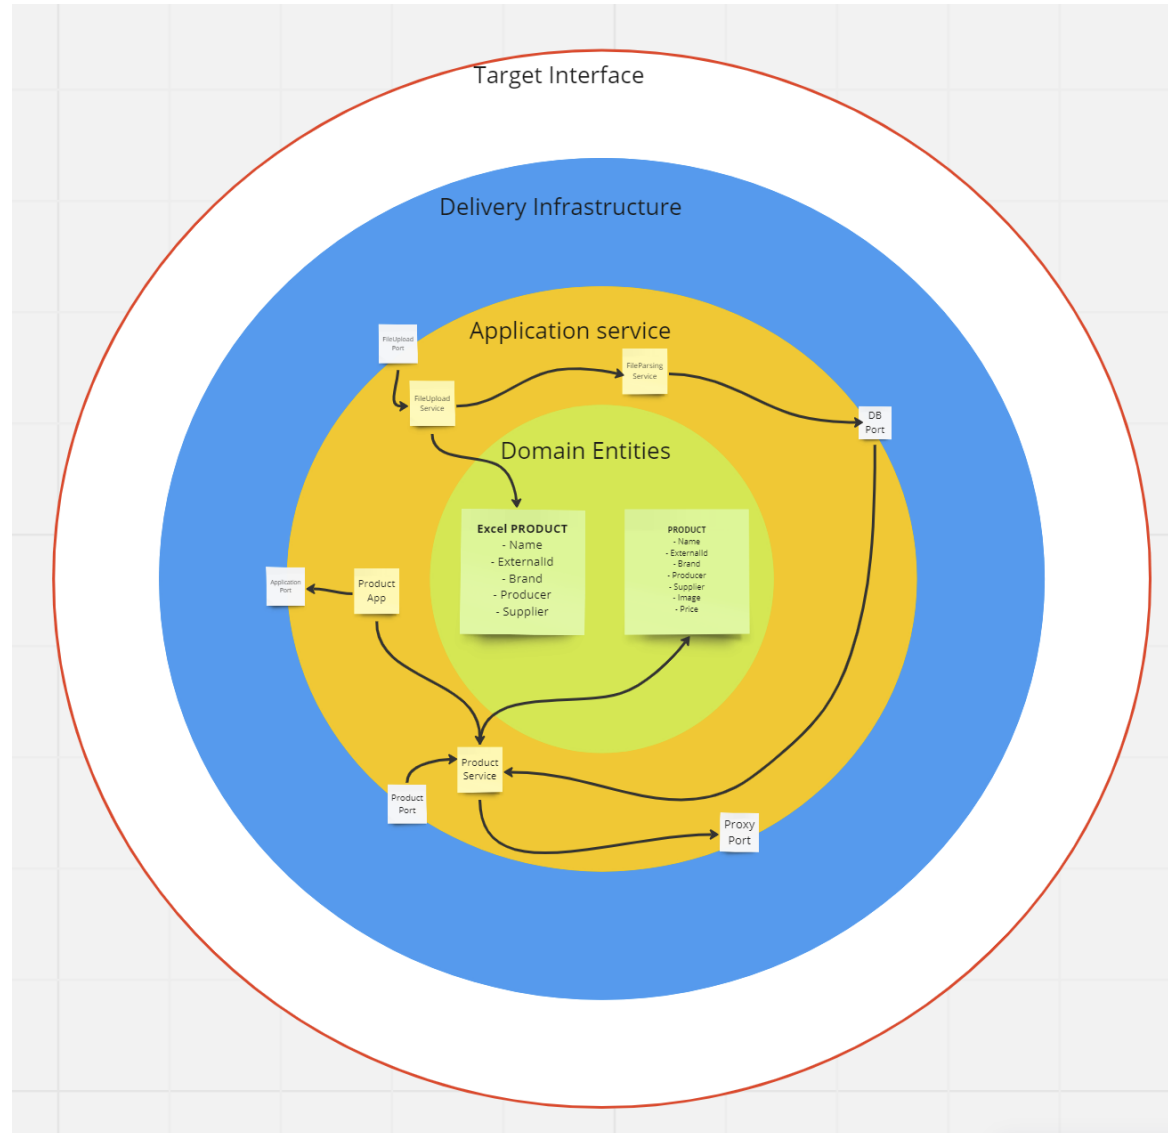 Target Interface
Delivery Infrastructure
Application service
FileUpload
Port
FileUpload
Service
FileParsing
Service
DB
Port
Domain Entities
Excel PRODUCT
- Name
- ExternalId
- Brand
- Producer
- Supplier
PRODUCT
- Name
- ExternalId
- Brand
- Producer
- Supplier
- Image
- Price
Application
Port
Product
App
Product
Service
Product
Port
Proxy
Port